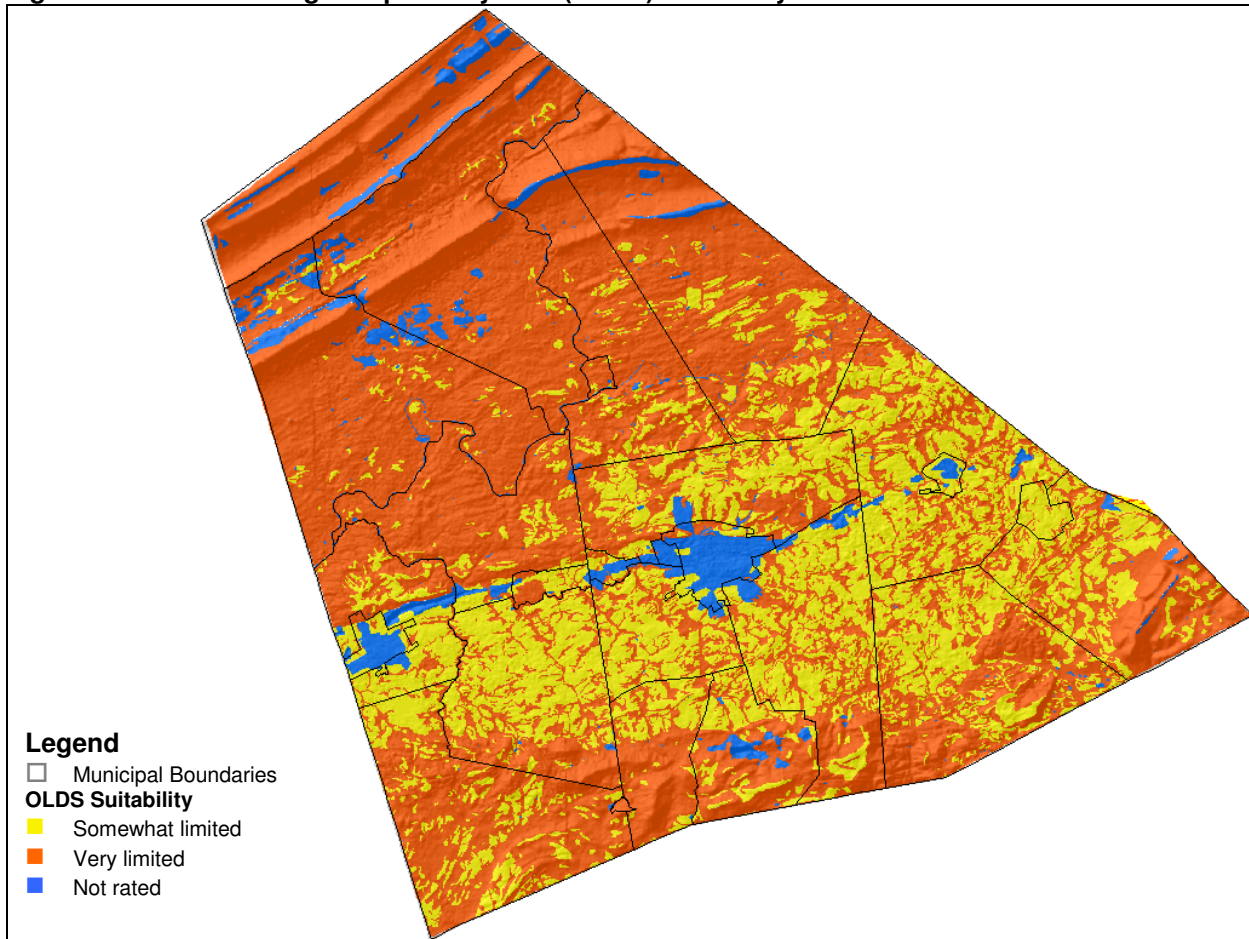 Legend
Municipal Boundaries
OLDS Suitability
Somewhat limited
Very limited
Not rated